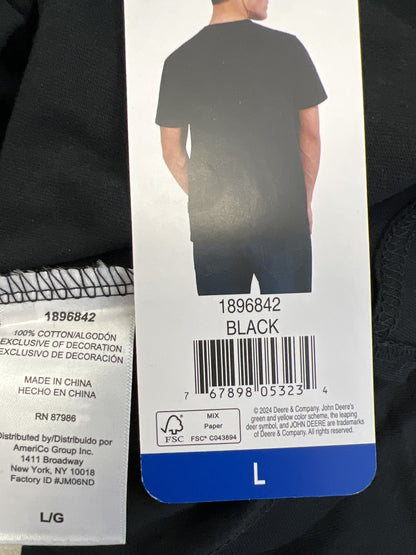 1896842
100% COTTON/ALGODÓN
EXCLUSIVE OF DECORATION
EXCLUSIVO DE DECORACIÓN
MADE IN CHINA
HECHO EN CHINA
RN 87986
Distributed by/Distribuido por
AmeriCo Group Inc.
1411 Broadway
New York, NY 10018
Factory ID #JM06ND
L/G
1896842
BLACK
7 67898 05323 4
FSC
MIX
Paper
FSC® C043894
© 2024 Deere & Company. John Deere's
green and yellow color scheme, the leaping
deer symbol, and JOHN DEERE are trademarks
of Deere & Company. All rights reserved.
L